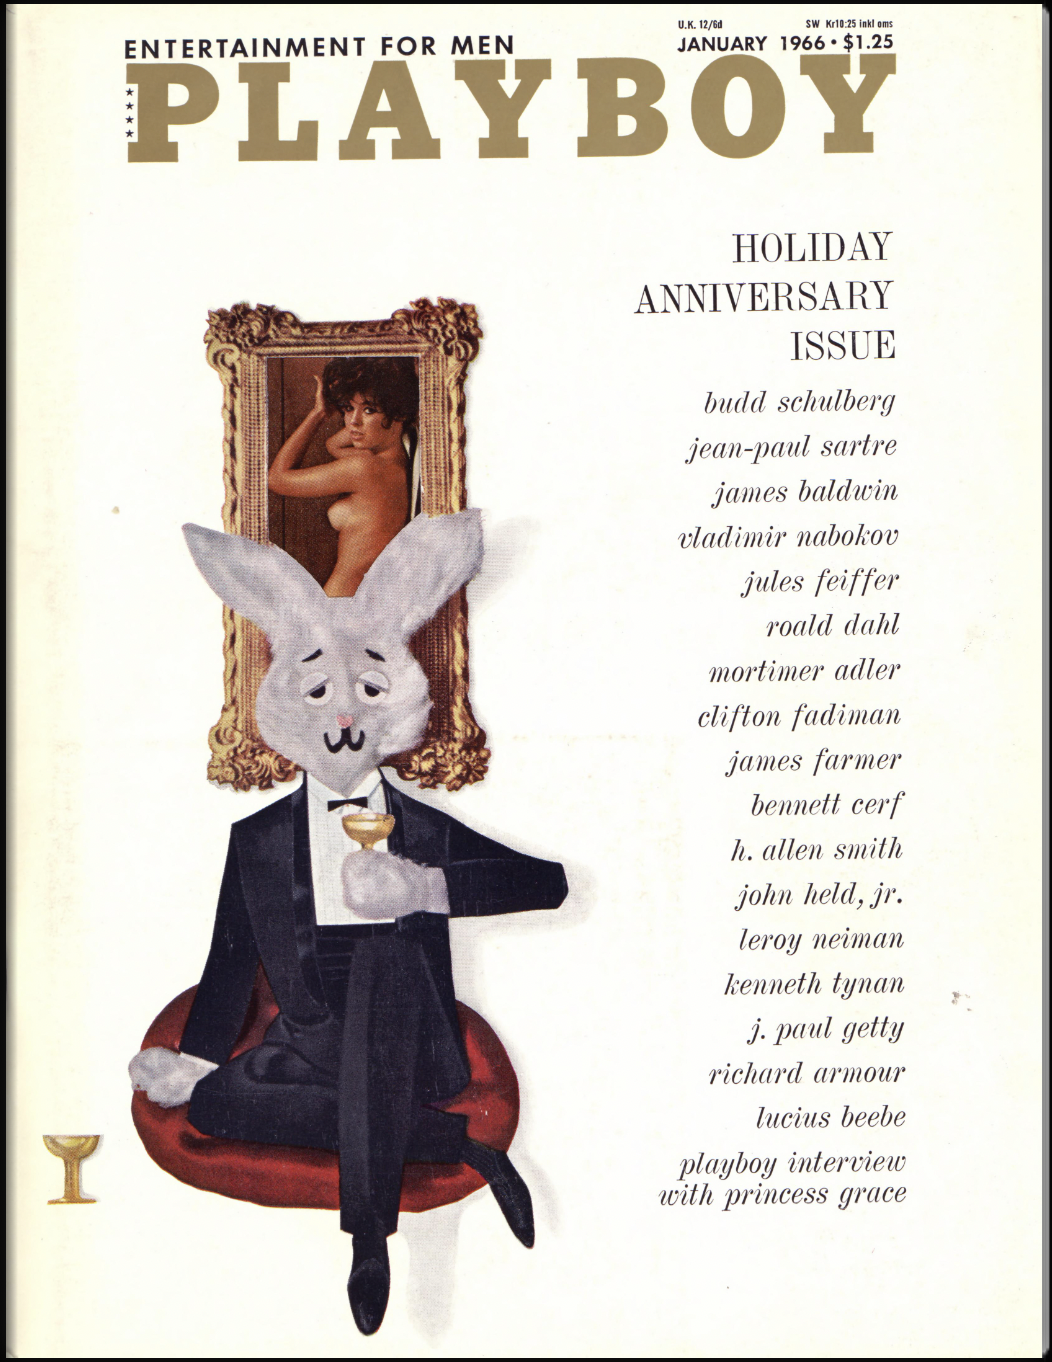 U.K. 12/6d SW Kr10:25 inkl oms
ENTERTAINMENT FOR MEN JANUARY 1966 • $1.25
PLAYBOY
HOLIDAY
ANNIVERSARY
ISSUE
budd schulberg
jean-paul sartre
james baldwin
vladimir nabokov
jules feiffer
roald dahl
mortimer adler
clifton fadiman
james farmer
bennett cerf
h. allen smith
john held, jr.
leroy neiman
kenneth tynan
j. paul getty
richard armour
lucius beebe
playboy interview
with princess grace